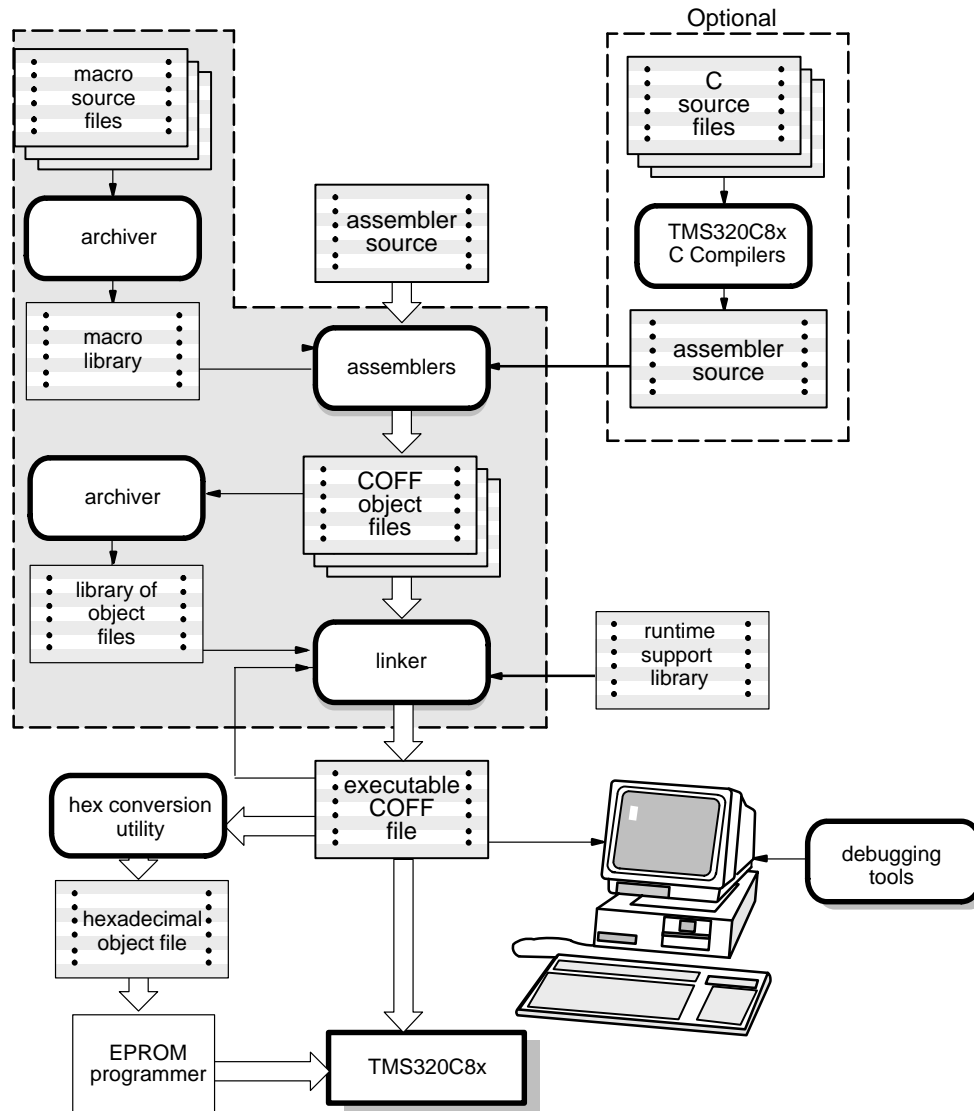 Optional
macro
source
files
C
source
files
archiver
assembler
source
TMS320C8x
C Compilers
macro
library
assemblers
assembler
source
archiver
COFF
object
files
library of
object
files
linker
runtime
support
library
hex conversion
utility
executable
COFF
file
debugging
tools
hexadecimal
object file
EPROM
programmer
TMS320C8x